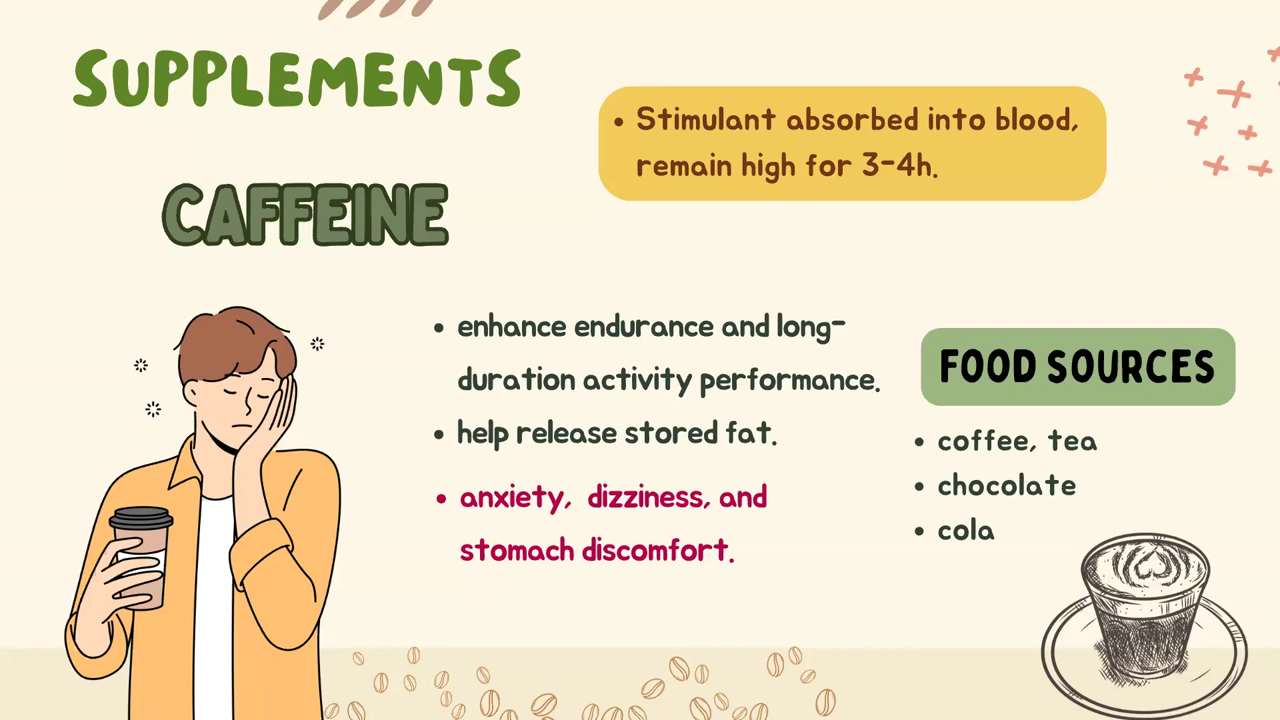 SUPPLEMENTS
CAFFEINE
• Stimulant absorbed into blood,
remain high for 3-4h.
• enhance endurance and long-
duration activity performance.
• help release stored fat.
• anxiety, dizziness, and
stomach discomfort.
FOOD SOURCES
• coffee, tea
• chocolate
• cola